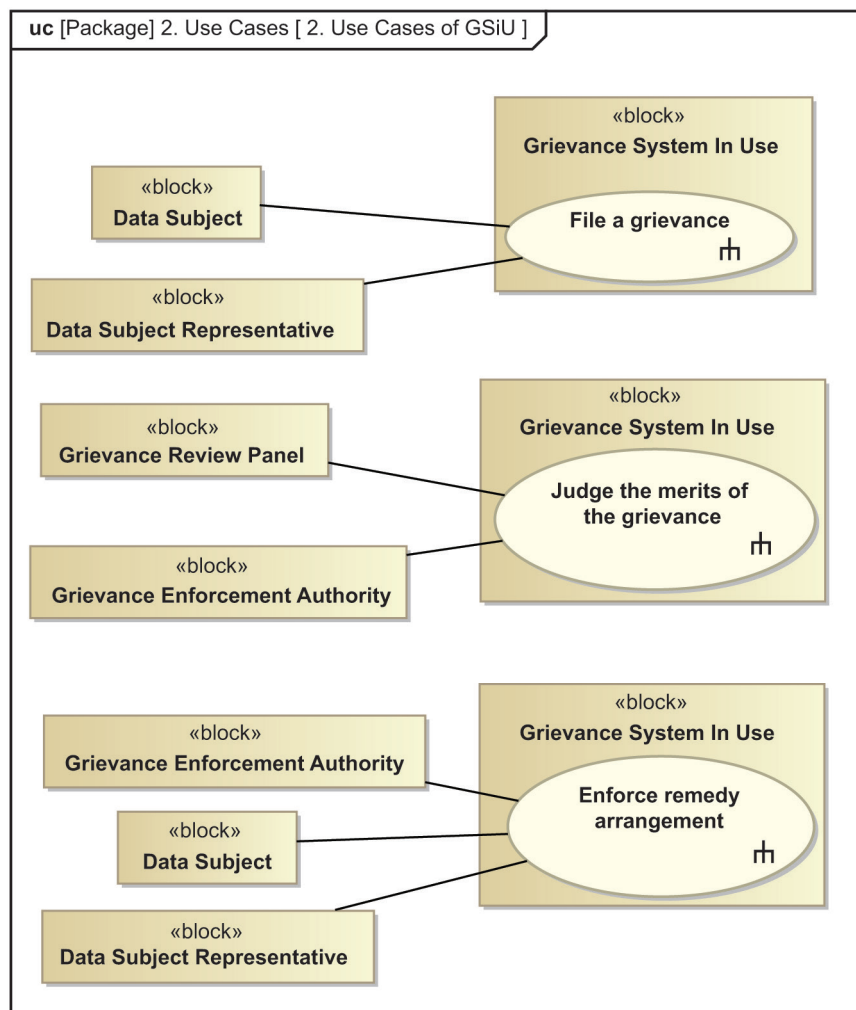 uc [Package] 2. Use Cases [ 2. Use Cases of GSiU ]
«block»
Grievance System In Use
File a grievance
«block»
Data Subject
«block»
Data Subject Representative
«block»
Grievance System In Use
Judge the merits of
the grievance
«block»
Grievance Review Panel
«block»
Grievance Enforcement Authority
«block»
Grievance System In Use
Enforce remedy
arrangement
«block»
Grievance Enforcement Authority
«block»
Data Subject
«block»
Data Subject Representative